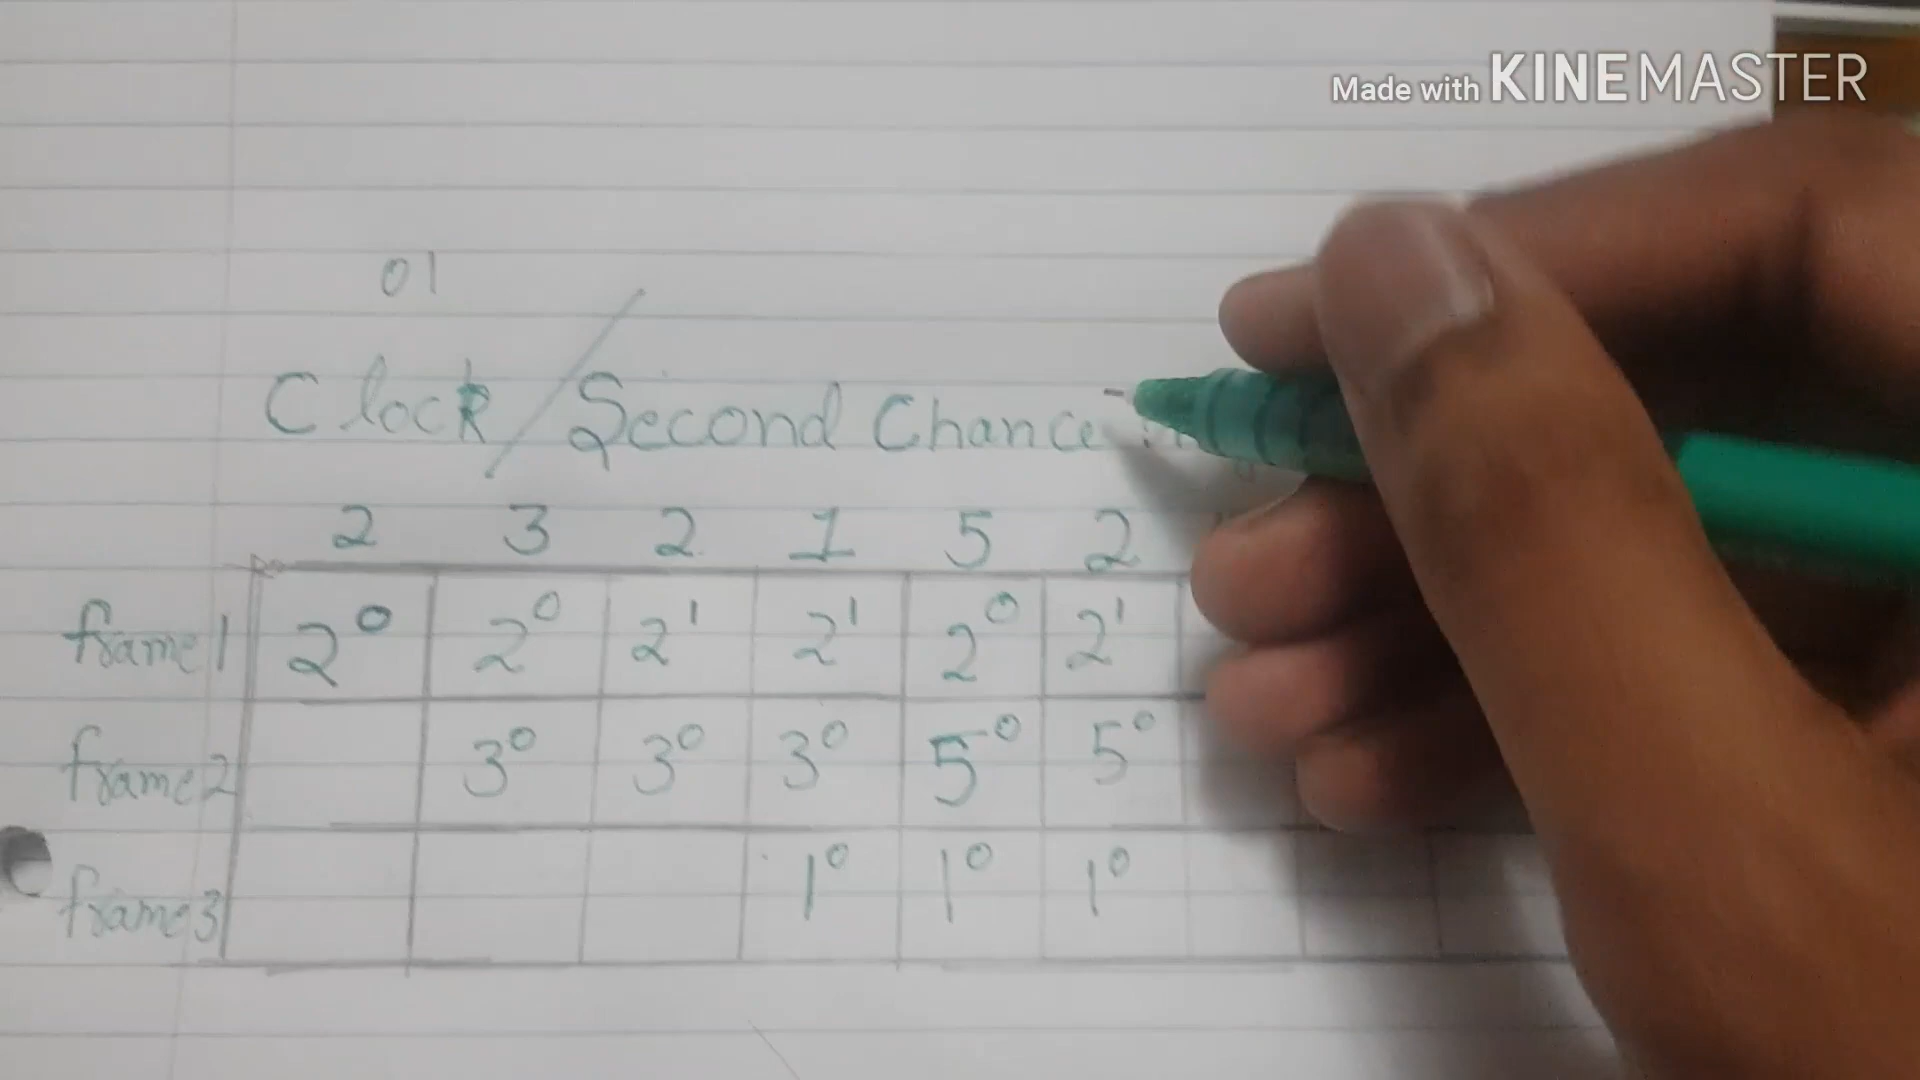 Made with KINEMASTER
01
Clock/Second Chance
2 3 2 1 5 2
frame1 2⁰ 2⁰ 2¹ 2¹ 2⁰ 2¹
frame2 3⁰ 3⁰ 3⁰ 5⁰ 5⁰
frame3 1⁰ 1⁰ 1⁰